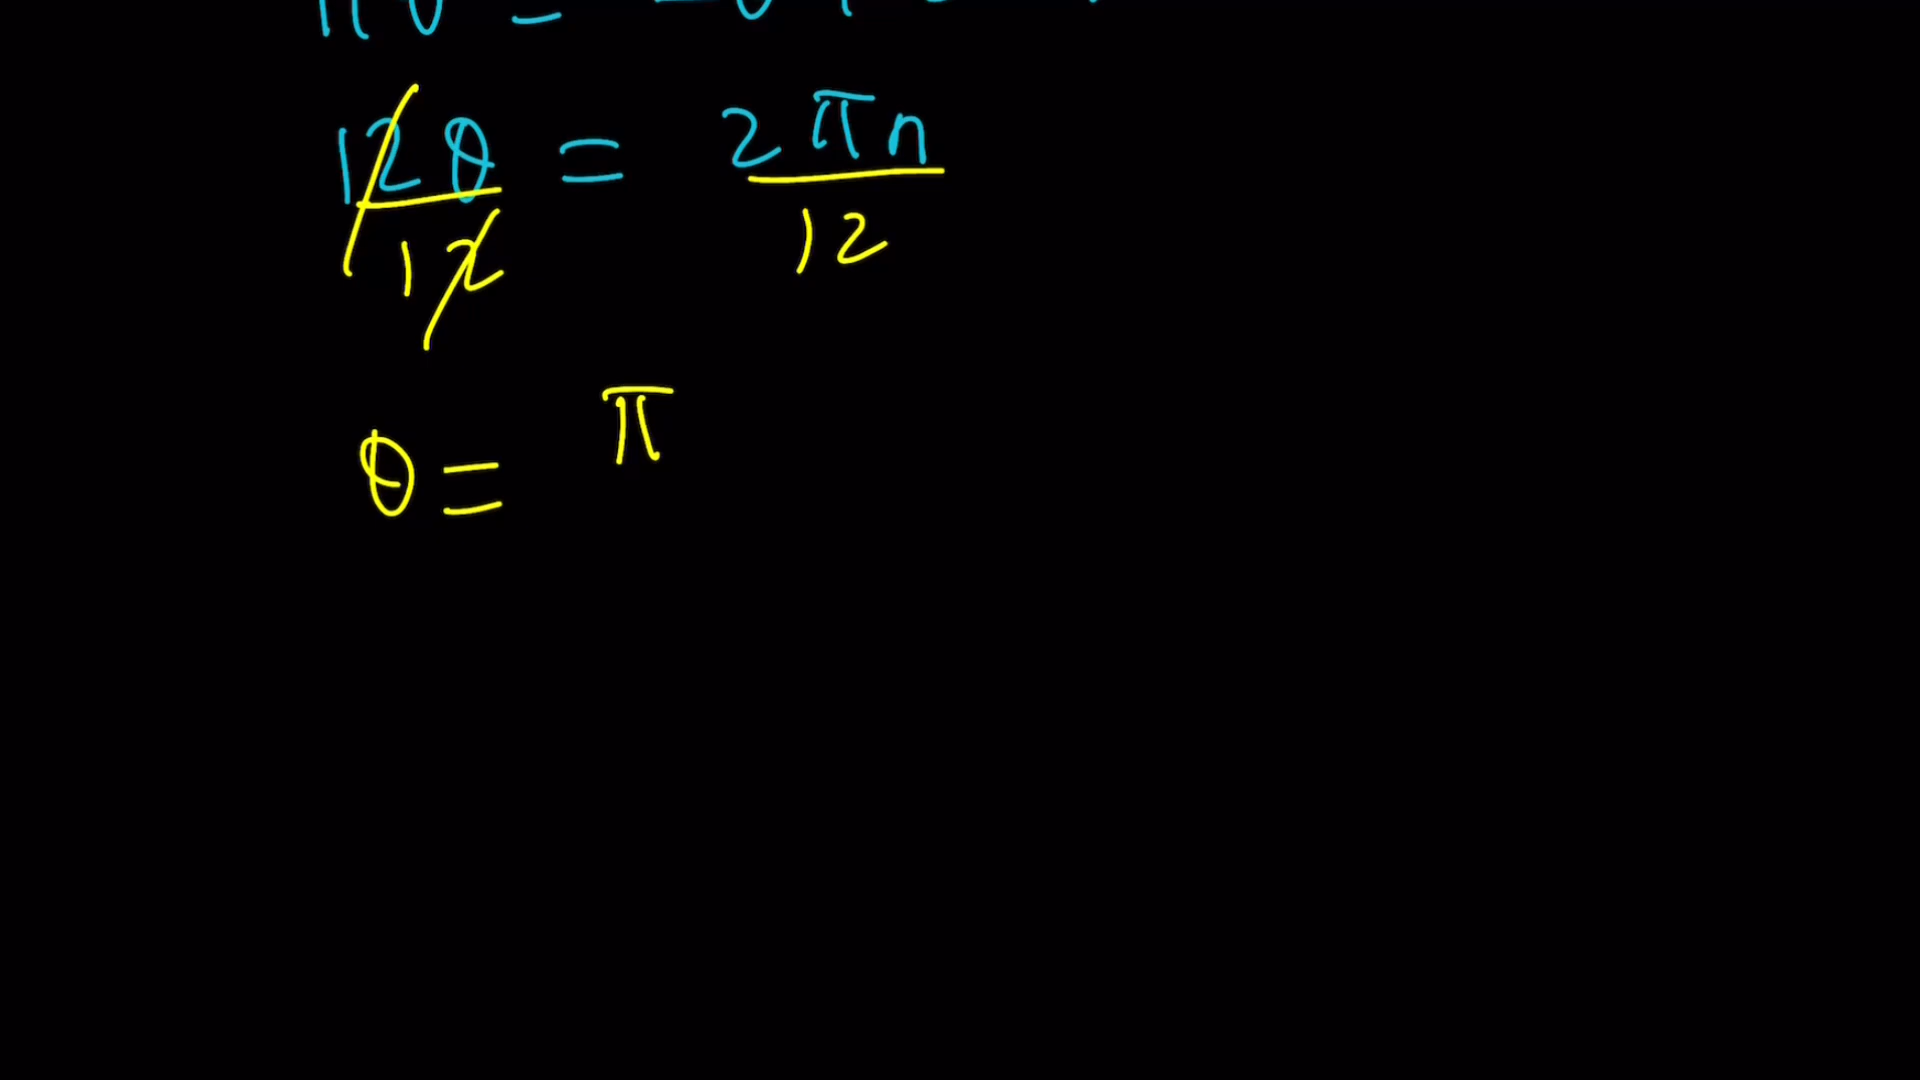 12θ = 2πn
12 12
θ = π